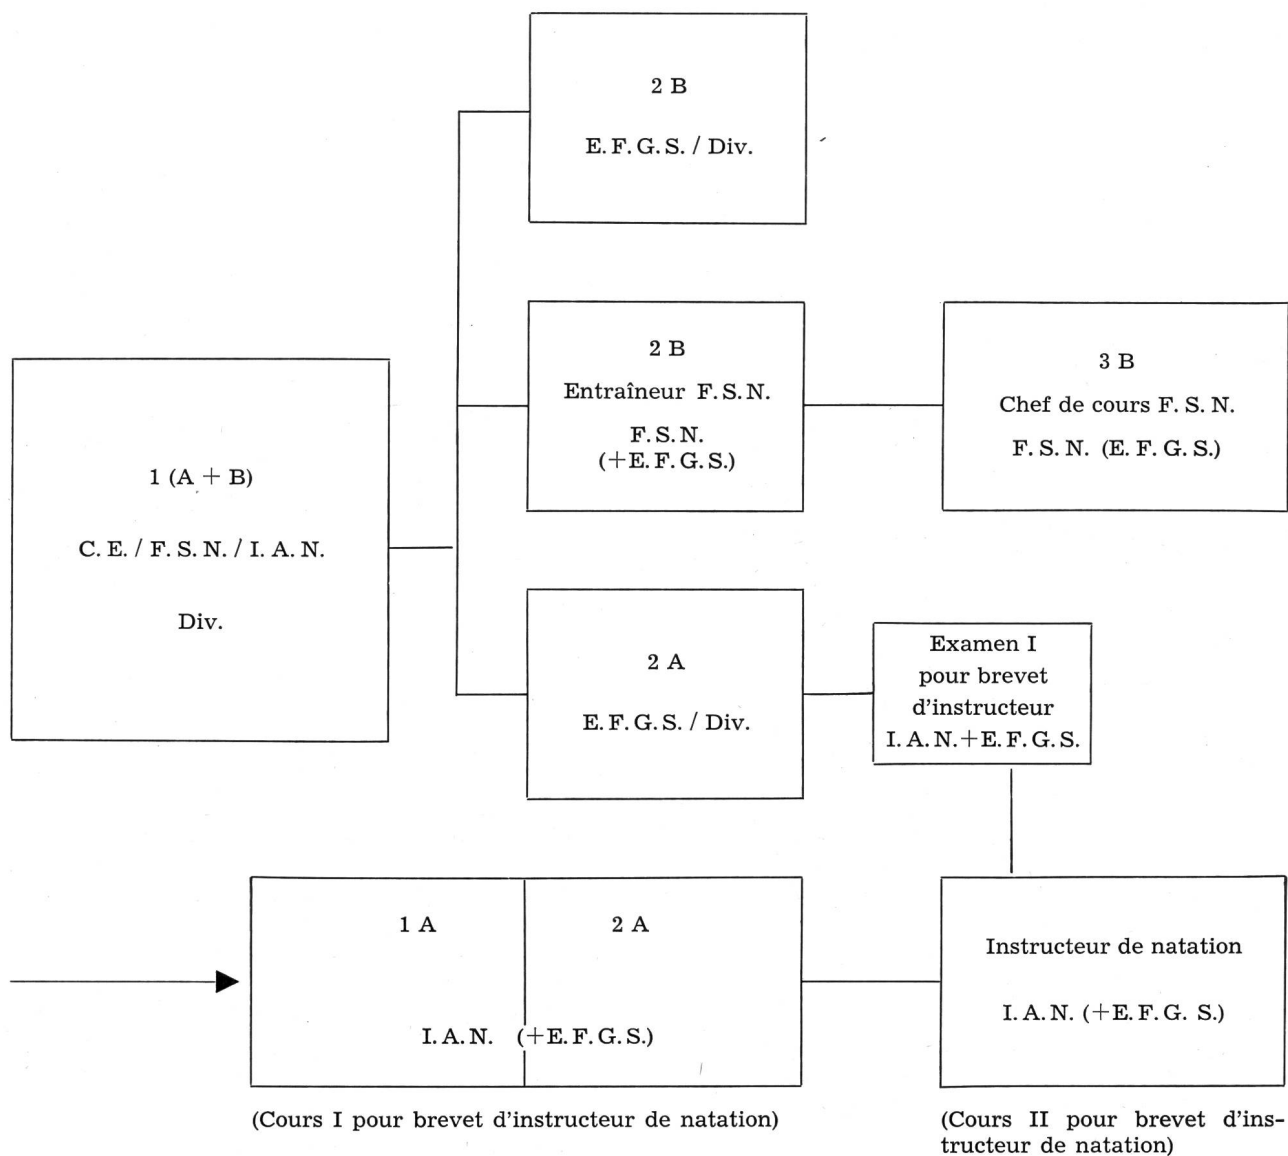 2 B
E. F. G. S. / Div.
2 B
Entraîneur F. S. N.
F. S. N.
(+E. F. G. S.)
3 B
Chef de cours F. S. N.
F. S. N. (E. F. G. S.)
1 (A + B)
C. E. / F. S. N. / I. A. N.
Div.
2 A
E. F. G. S. / Div.
Examen I
pour brevet
d'instructeur
I. A. N.+E. F. G. S.
1 A
2 A
I. A. N. (+E. F. G. S.)
Instructeur de natation
I. A. N. (+E. F. G. S.)
(Cours I pour brevet d'instructeur de natation)
(Cours II pour brevet d'ins-
tructeur de natation)